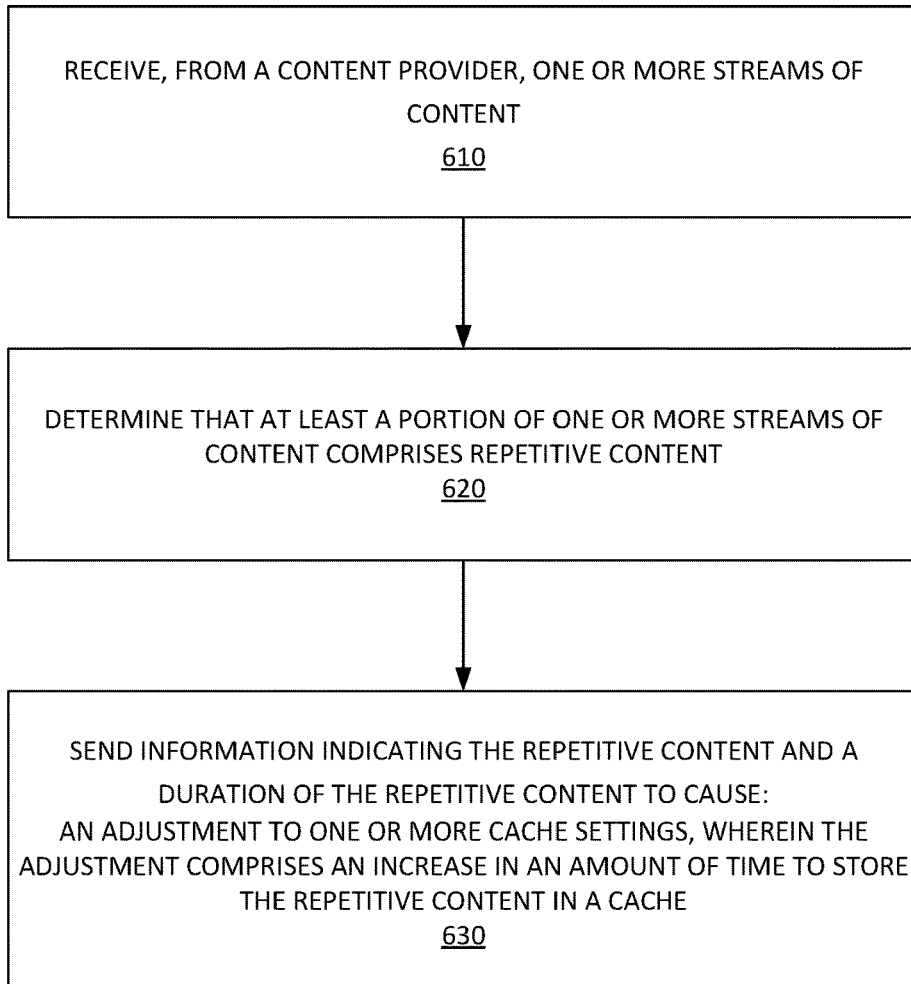 RECEIVE, FROM A CONTENT PROVIDER, ONE OR MORE STREAMS OF
CONTENT
610
DETERMINE THAT AT LEAST A PORTION OF ONE OR MORE STREAMS OF
CONTENT COMPRISES REPETITIVE CONTENT
620
SEND INFORMATION INDICATING THE REPETITIVE CONTENT AND A
DURATION OF THE REPETITIVE CONTENT TO CAUSE:
AN ADJUSTMENT TO ONE OR MORE CACHE SETTINGS, WHEREIN THE
ADJUSTMENT COMPRISES AN INCREASE IN AN AMOUNT OF TIME TO STORE
THE REPETITIVE CONTENT IN A CACHE
630